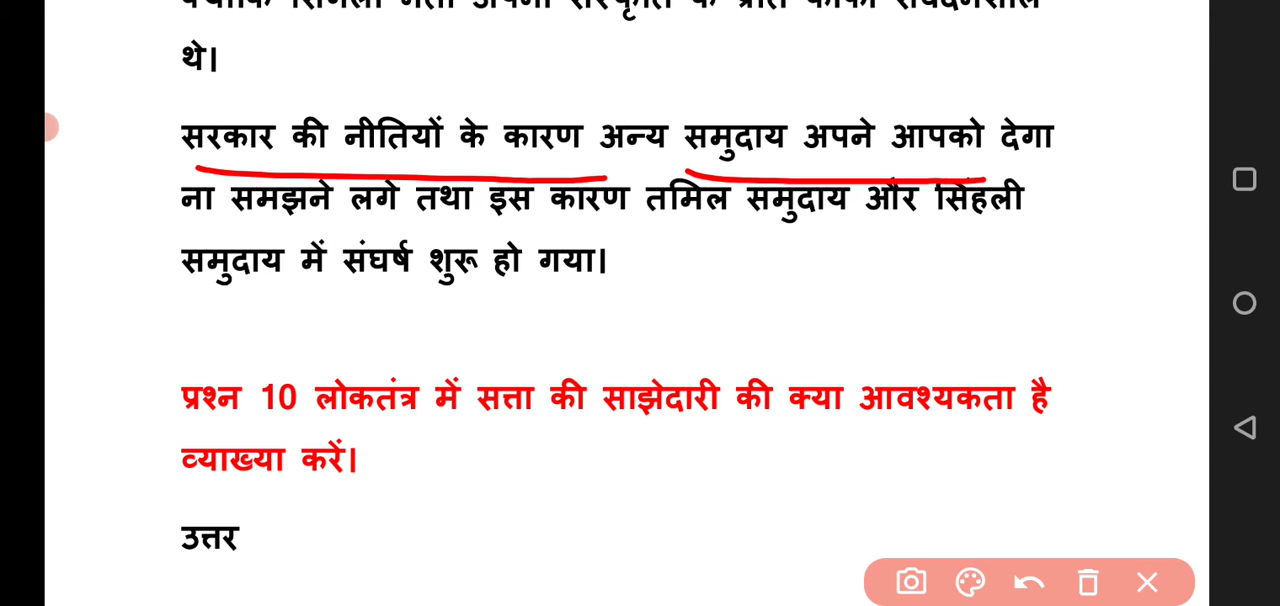 थे।
सरकार की नीतियों के कारण अन्य समुदाय अपने आपको देगा
ना समझने लगे तथा इस कारण तमिल समुदाय और सिंहली
समुदाय में संघर्ष शुरू हो गया।
प्रश्न 10 लोकतंत्र में सत्ता की साझेदारी की क्या आवश्यकता है
व्याख्या करें।
उत्तर